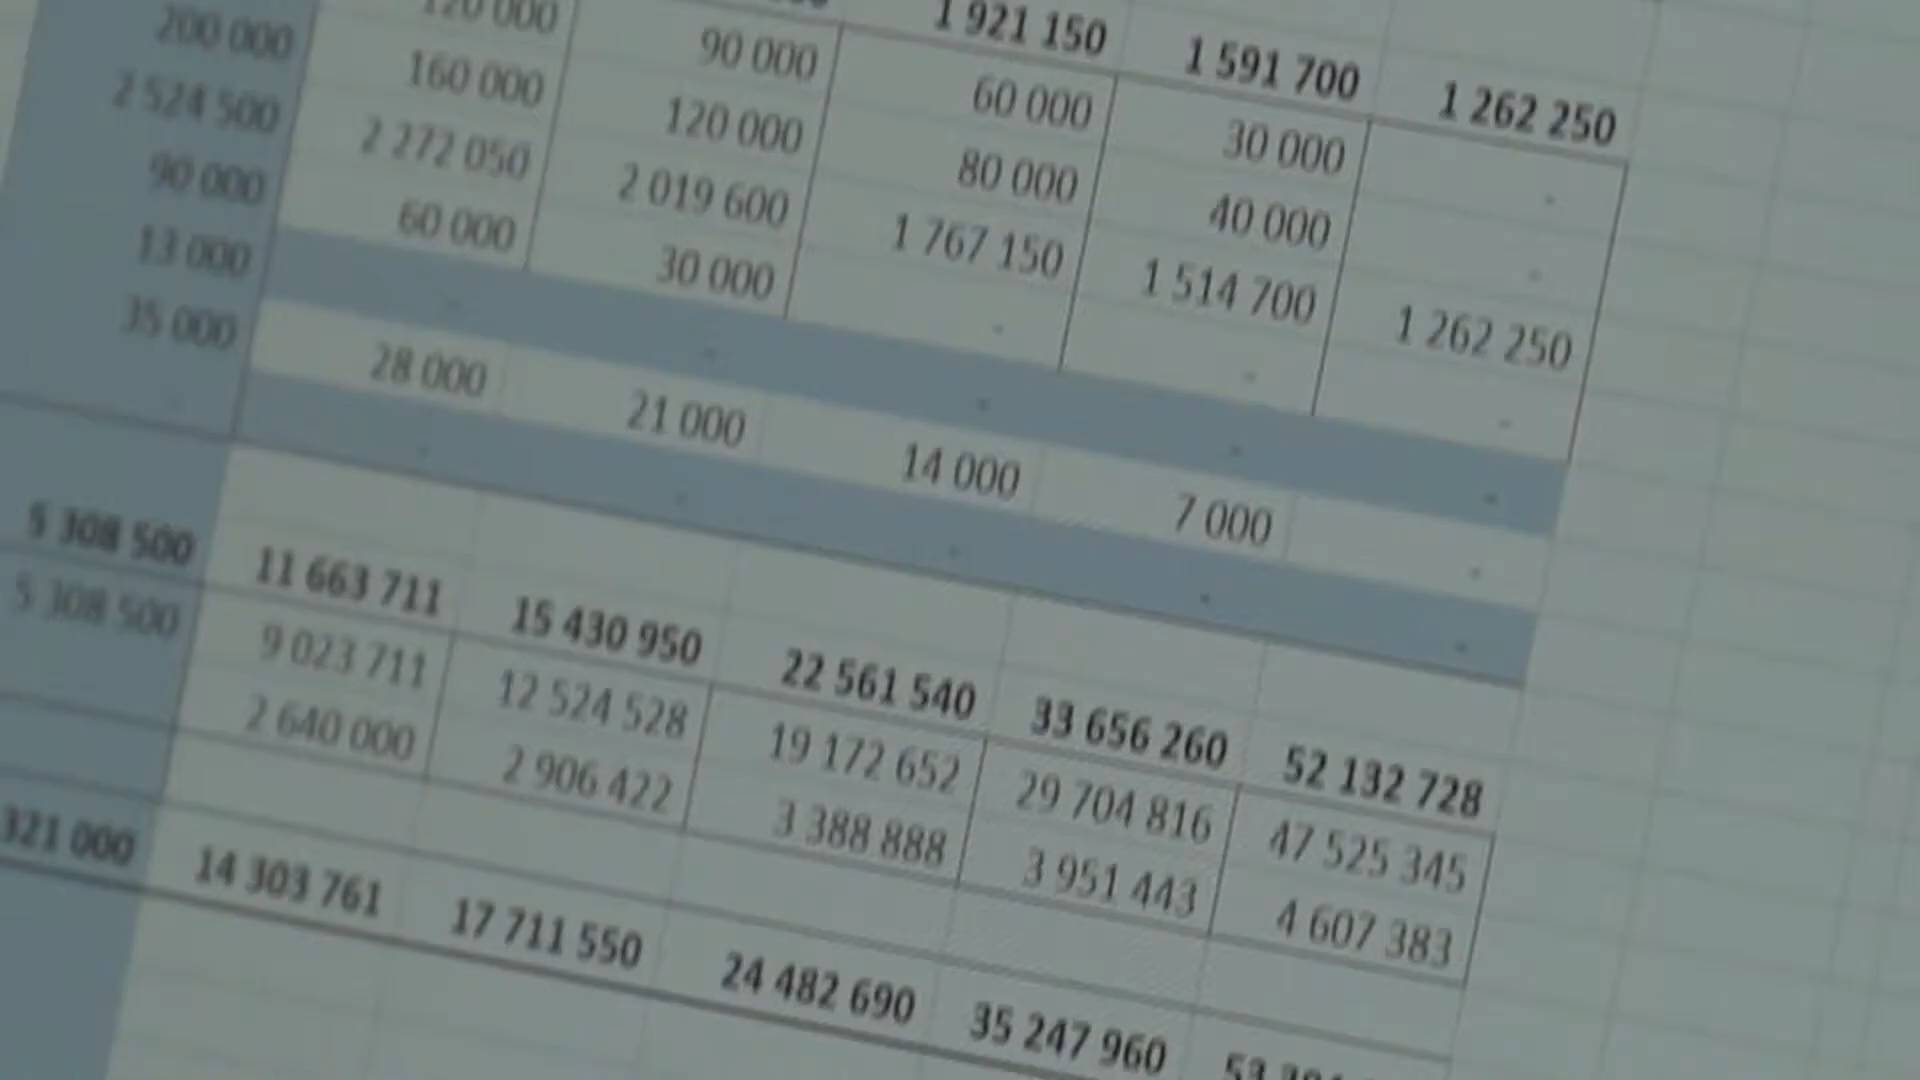 1 921 150 1 591 700 1 262 250
200 000 120 000 90 000 60 000 30 000 -
160 000 120 000 80 000 40 000 -
2 524 500 2 272 050 2 019 600 1 767 150 1 514 700 1 262 250
90 000 60 000 30 000 - - -
13 000 - - - - -
35 000 28 000 21 000 14 000 7 000 -
- - - - - -
5 308 500 11 663 711 15 430 950 22 561 540 33 656 260 52 132 728
5 308 500 9 023 711 12 524 528 19 172 652 29 704 816 47 525 345
2 640 000 2 906 422 3 388 888 3 951 443 4 607 383
321 000 14 303 761 17 711 550 24 482 690 35 247 960